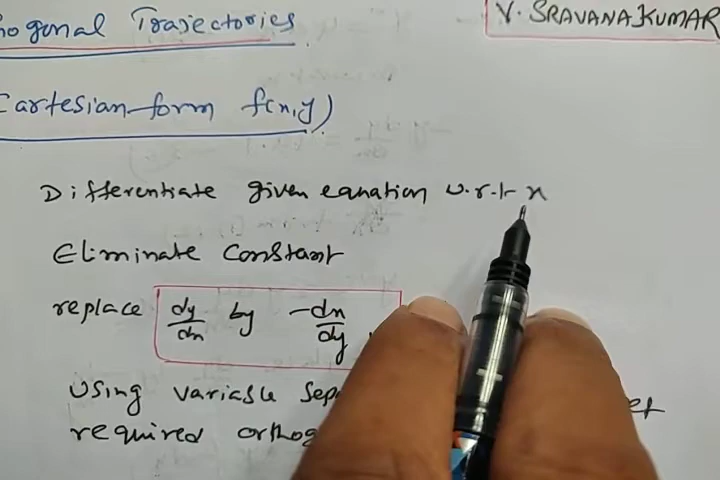 ogonal Trajectories
V. SRAVANAKUMAR
Cartesian form f(x,y)
Differentiate given equation w.r.t x
Eliminate constant
replace dy/dx by -dx/dy
Using variable sep
required orthog